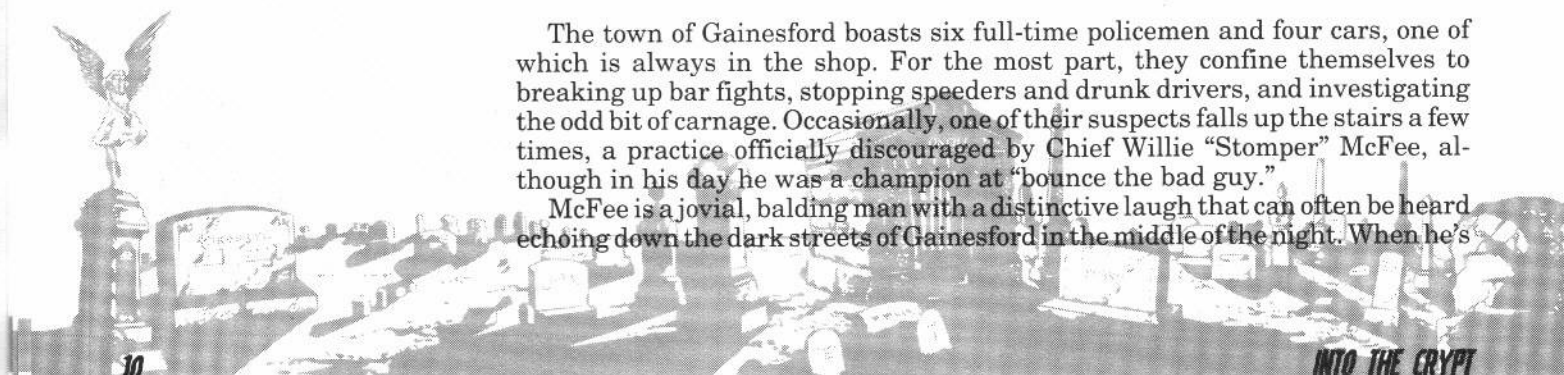 The town of Gainesford boasts six full-time policemen and four cars, one of
which is always in the shop. For the most part, they confine themselves to
breaking up bar fights, stopping speeders and drunk drivers, and investigating
the odd bit of carnage. Occasionally, one of their suspects falls up the stairs a few
times, a practice officially discouraged by Chief Willie “Stomper” McFee, al-
though in his day he was a champion at “bounce the bad guy.”
McFee is a jovial, balding man with a distinctive laugh that can often be heard
echoing down the dark streets of Gainesford in the middle of the night. When he’s
10
INTO THE CRYPT